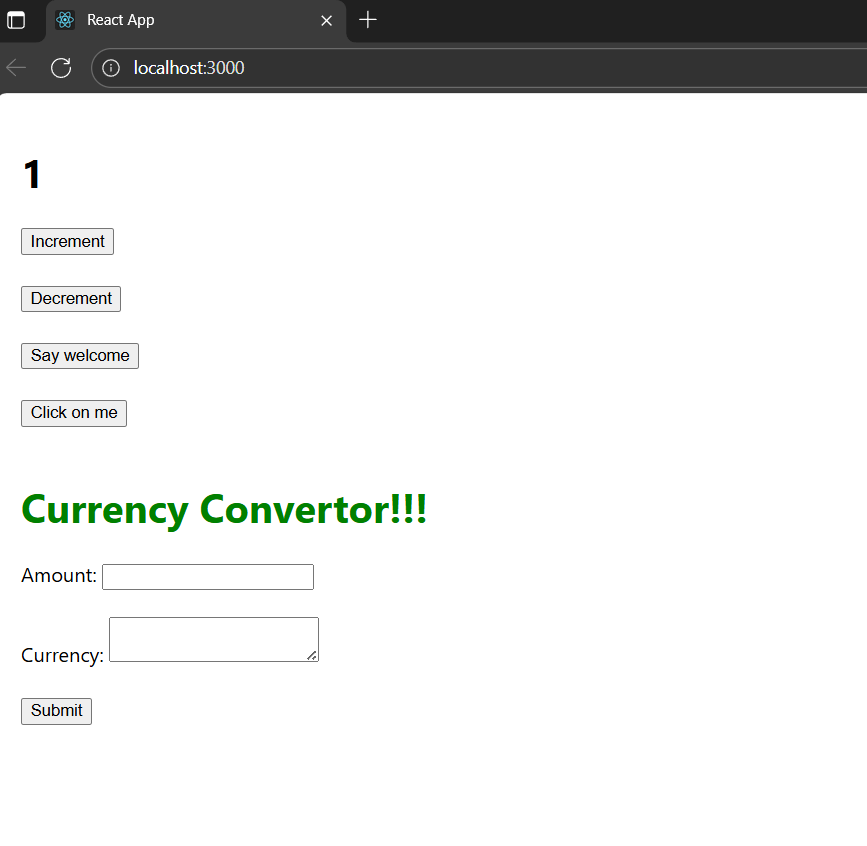 React App
localhost:3000
1
Increment
Decrement
Say welcome
Click on me
Currency Convertor!!!
Amount:
Currency:
Submit